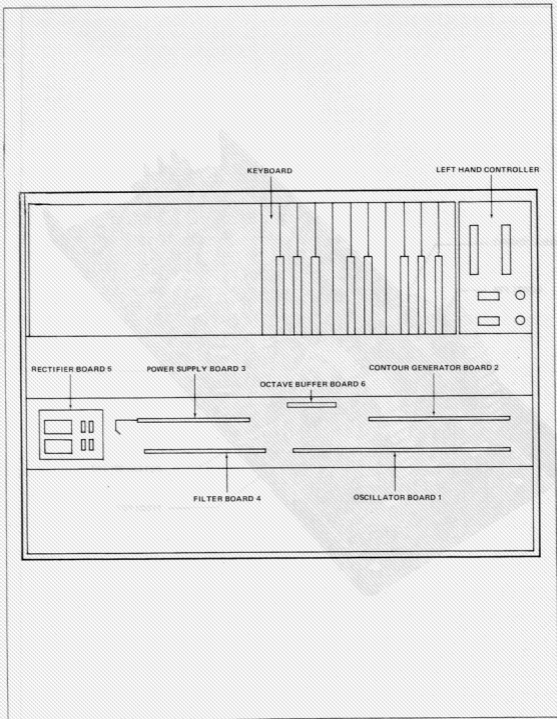 KEYBOARD
LEFT HAND CONTROLLER
RECTIFIER BOARD 5
POWER SUPPLY BOARD 3
CONTOUR GENERATOR BOARD 2
OCTAVE BUFFER BOARD 6
FILTER BOARD 4
OSCILLATOR BOARD 1